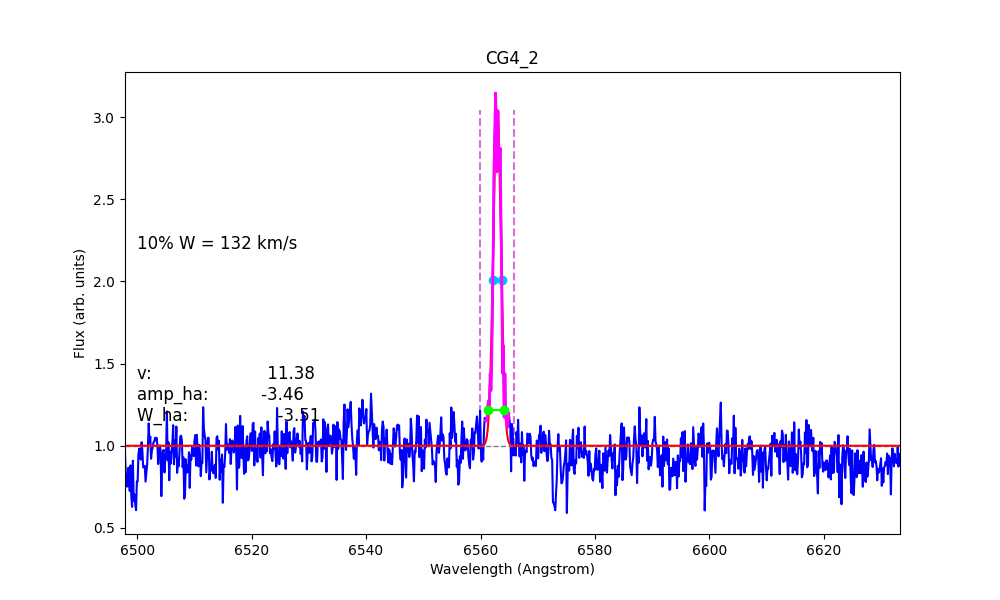 CG4_2
3.0
2.5
10% W = 132 km/s
2.0
Flux (arb. units)
1.5
v: 11.38
amp_ha: -3.46
W_ha: -3.51
1.0
0.5
6500 6520 6540 6560 6580 6600 6620
Wavelength (Angstrom)